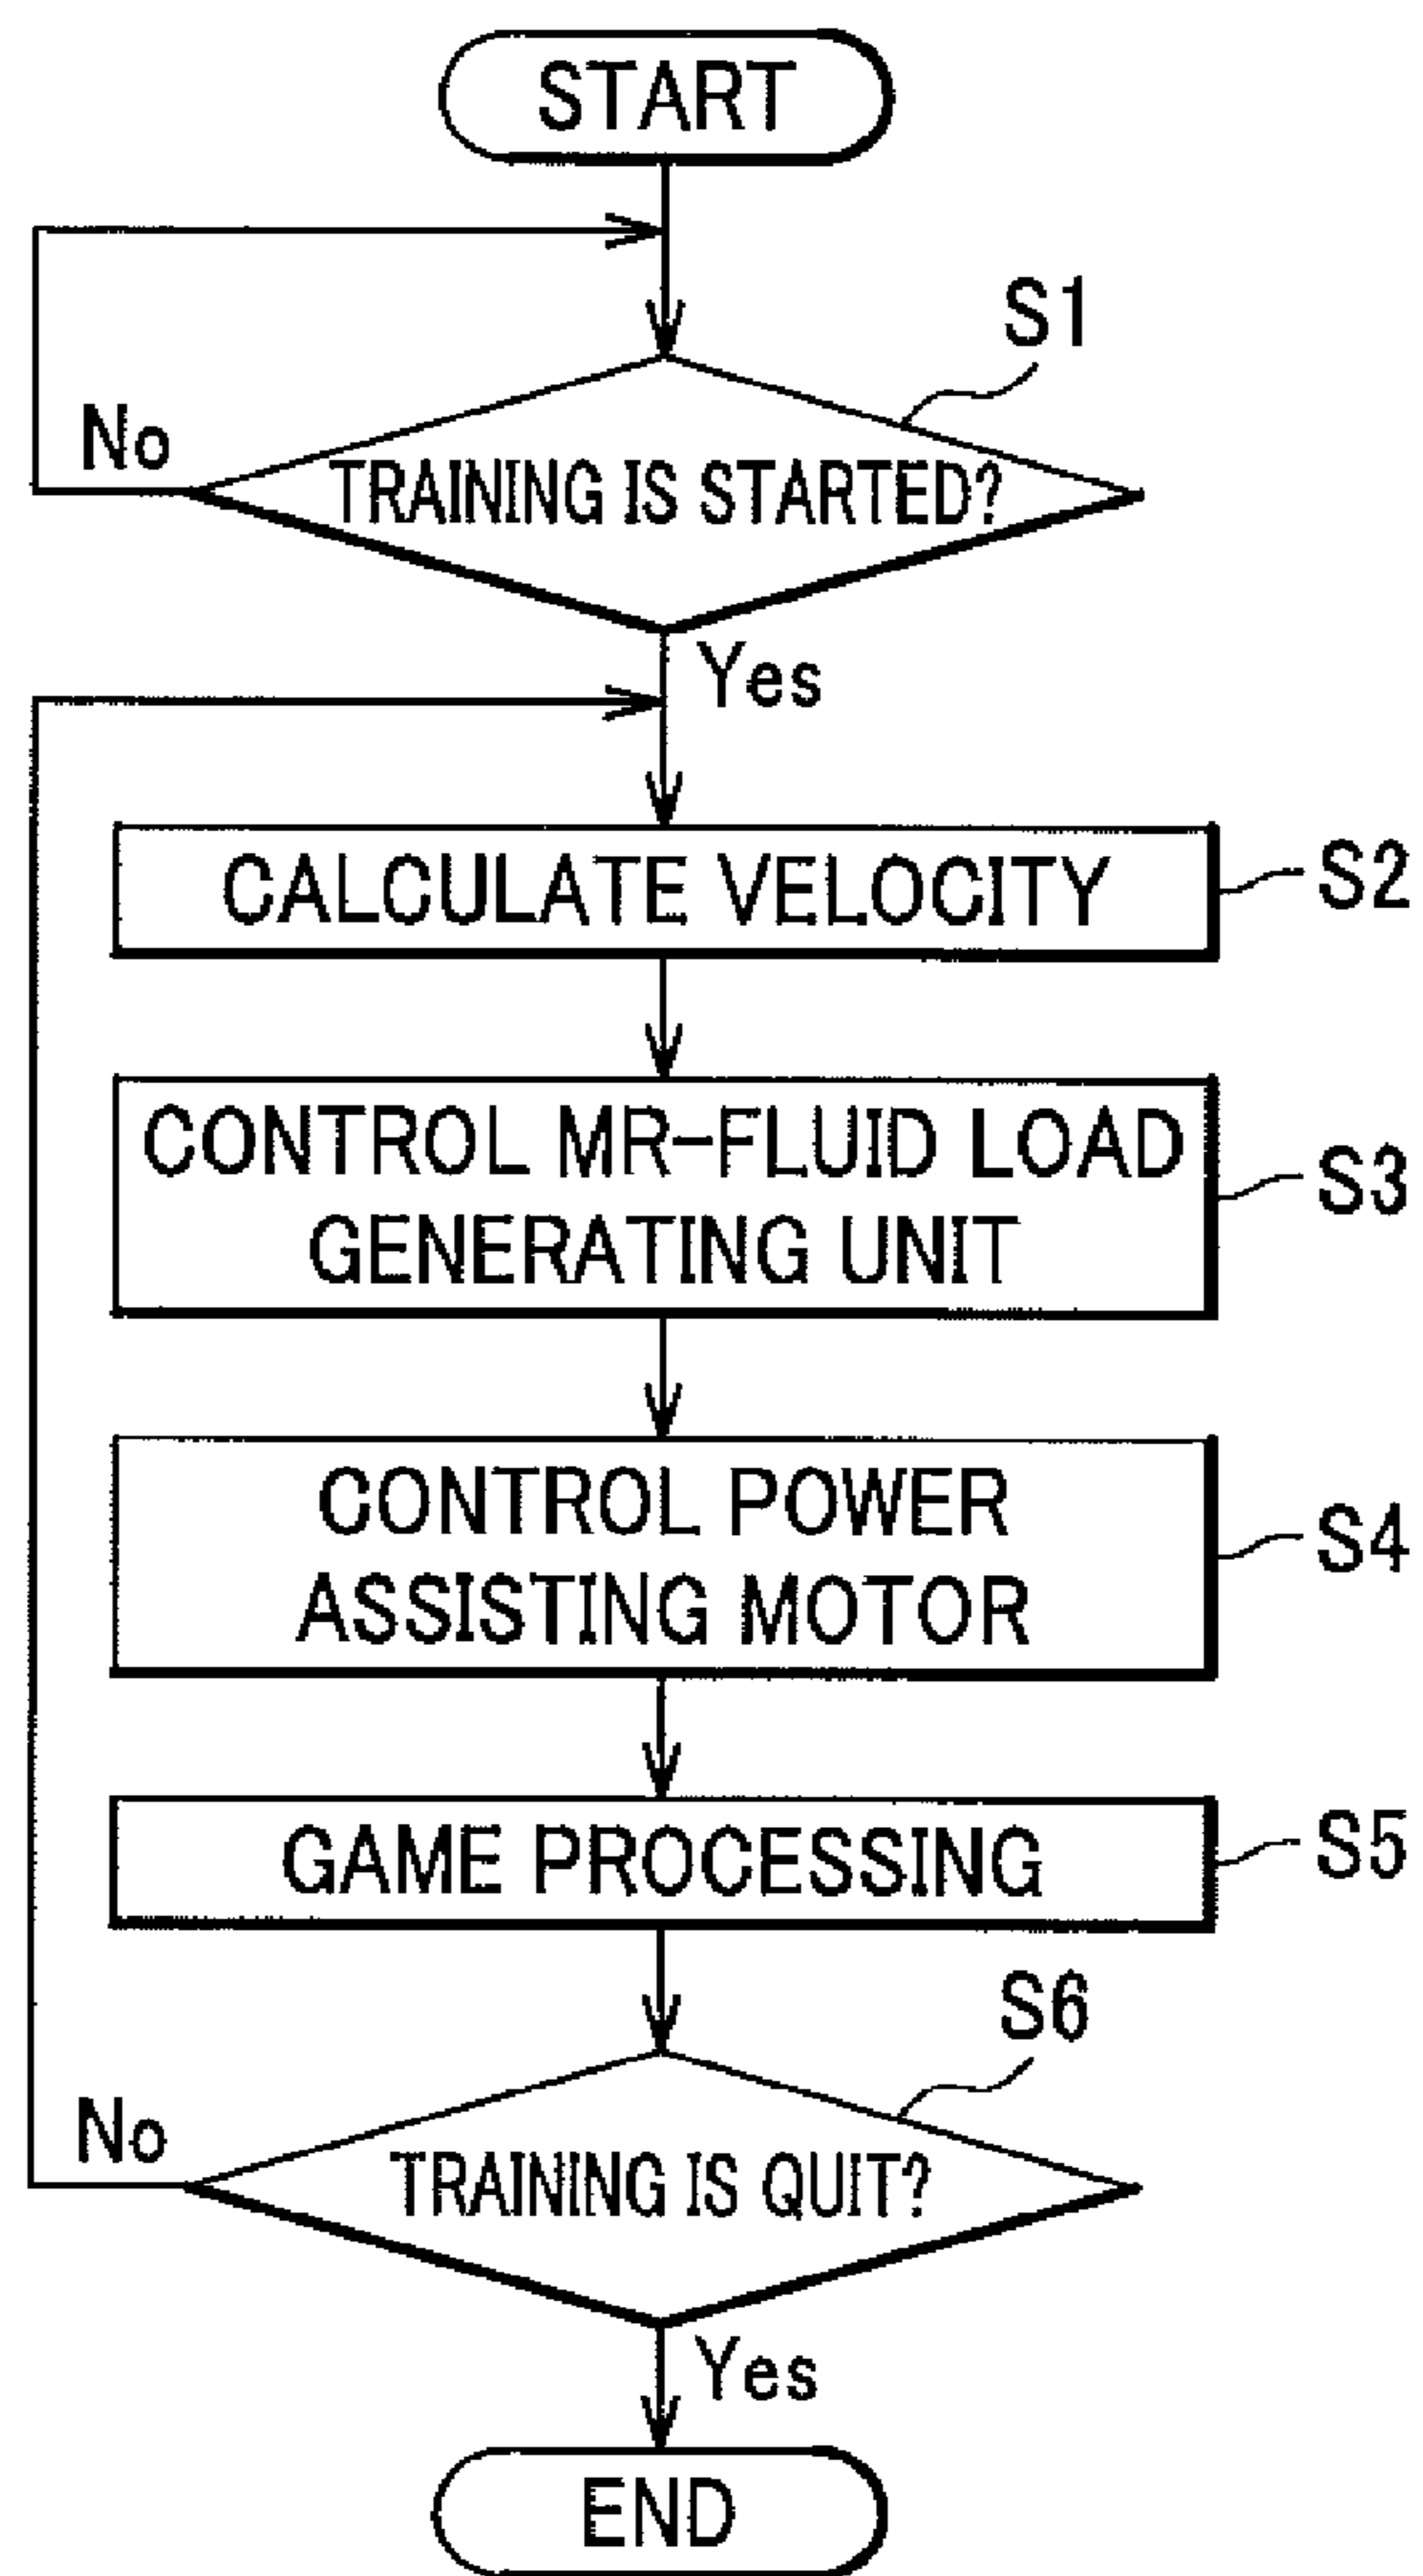 START
S1
No
TRAINING IS STARTED?
Yes
CALCULATE VELOCITY
S2
CONTROL MR-FLUID LOAD
GENERATING UNIT
S3
CONTROL POWER
ASSISTING MOTOR
S4
GAME PROCESSING
S5
S6
No
TRAINING IS QUIT?
Yes
END